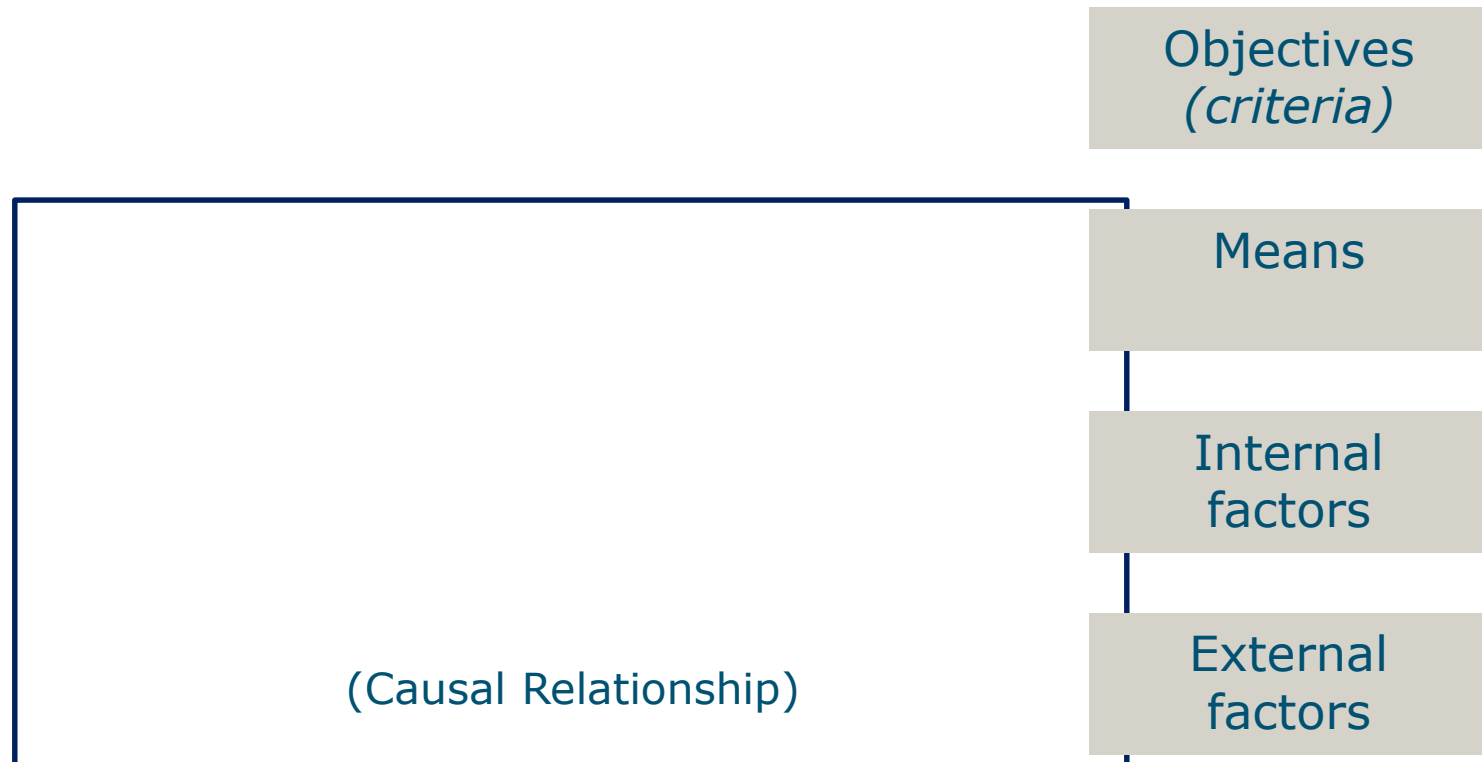 Objectives
(criteria)
Means
Internal
factors
External
factors
(Causal Relationship)